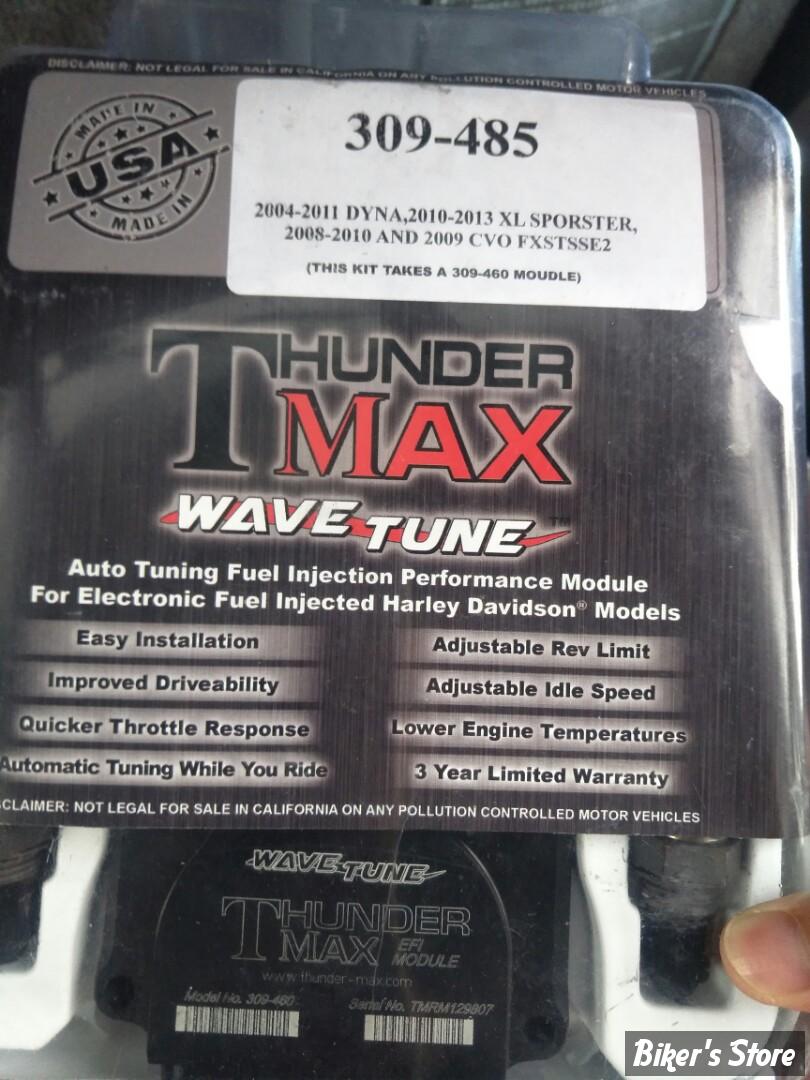 DISCLAIMER: NOT LEGAL FOR SALE IN CALIFORNIA ON ANY POLLUTION CONTROLLED MOTOR VEHICLES
MADE IN
USA
MADE IN
309-485
2004-2011 DYNA,2010-2013 XL SPORSTER,
2008-2010 AND 2009 CVO FXSTSSE2
(THIS KIT TAKES A 309-460 MOUDLE)
THUNDER
MAX
WAVE TUNE™
Auto Tuning Fuel Injection Performance Module
For Electronic Fuel Injected Harley Davidson® Models
Easy Installation
Adjustable Rev Limit
Improved Driveability
Adjustable Idle Speed
Quicker Throttle Response
Lower Engine Temperatures
Automatic Tuning While You Ride
3 Year Limited Warranty
SCLAIMER: NOT LEGAL FOR SALE IN CALIFORNIA ON ANY POLLUTION CONTROLLED MOTOR VEHICLES
WAVE TUNE
THUNDER
MAX EFI MODULE
www.thunder-max.com
Model No. 309-460 Serial No. TMRM129807
Biker's Store